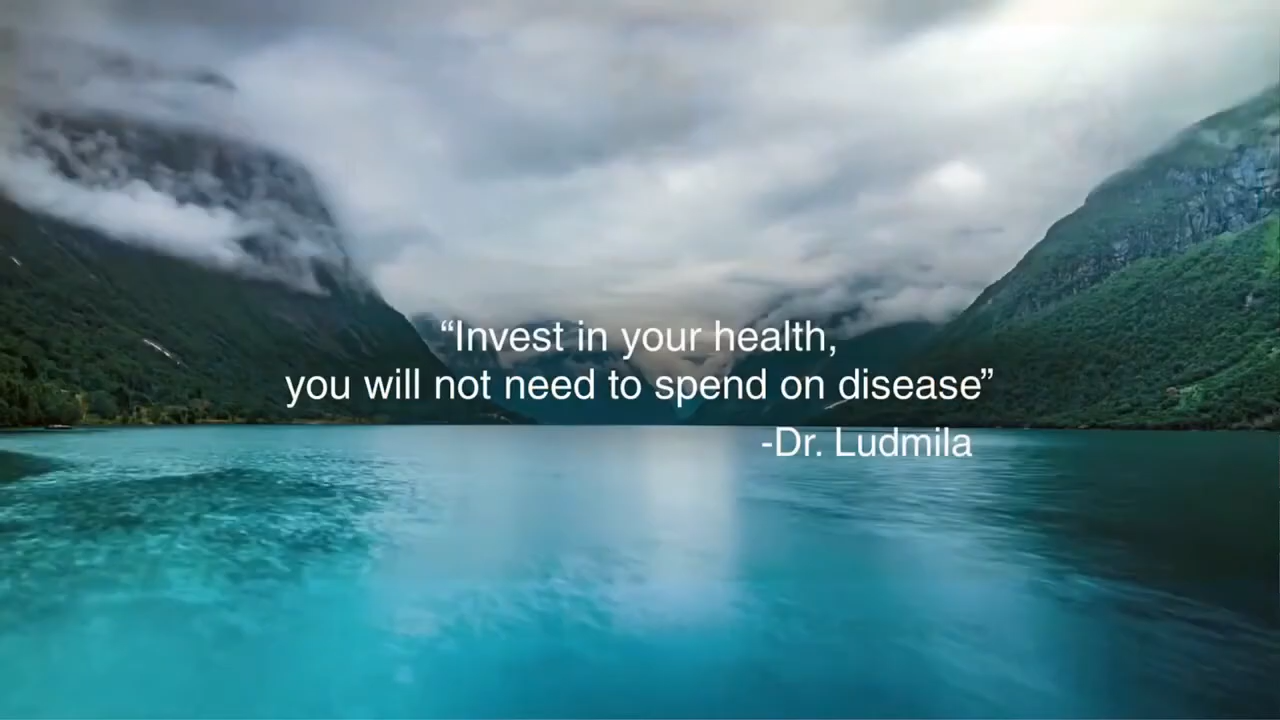 “Invest in your health,
you will not need to spend on disease”
-Dr. Ludmila